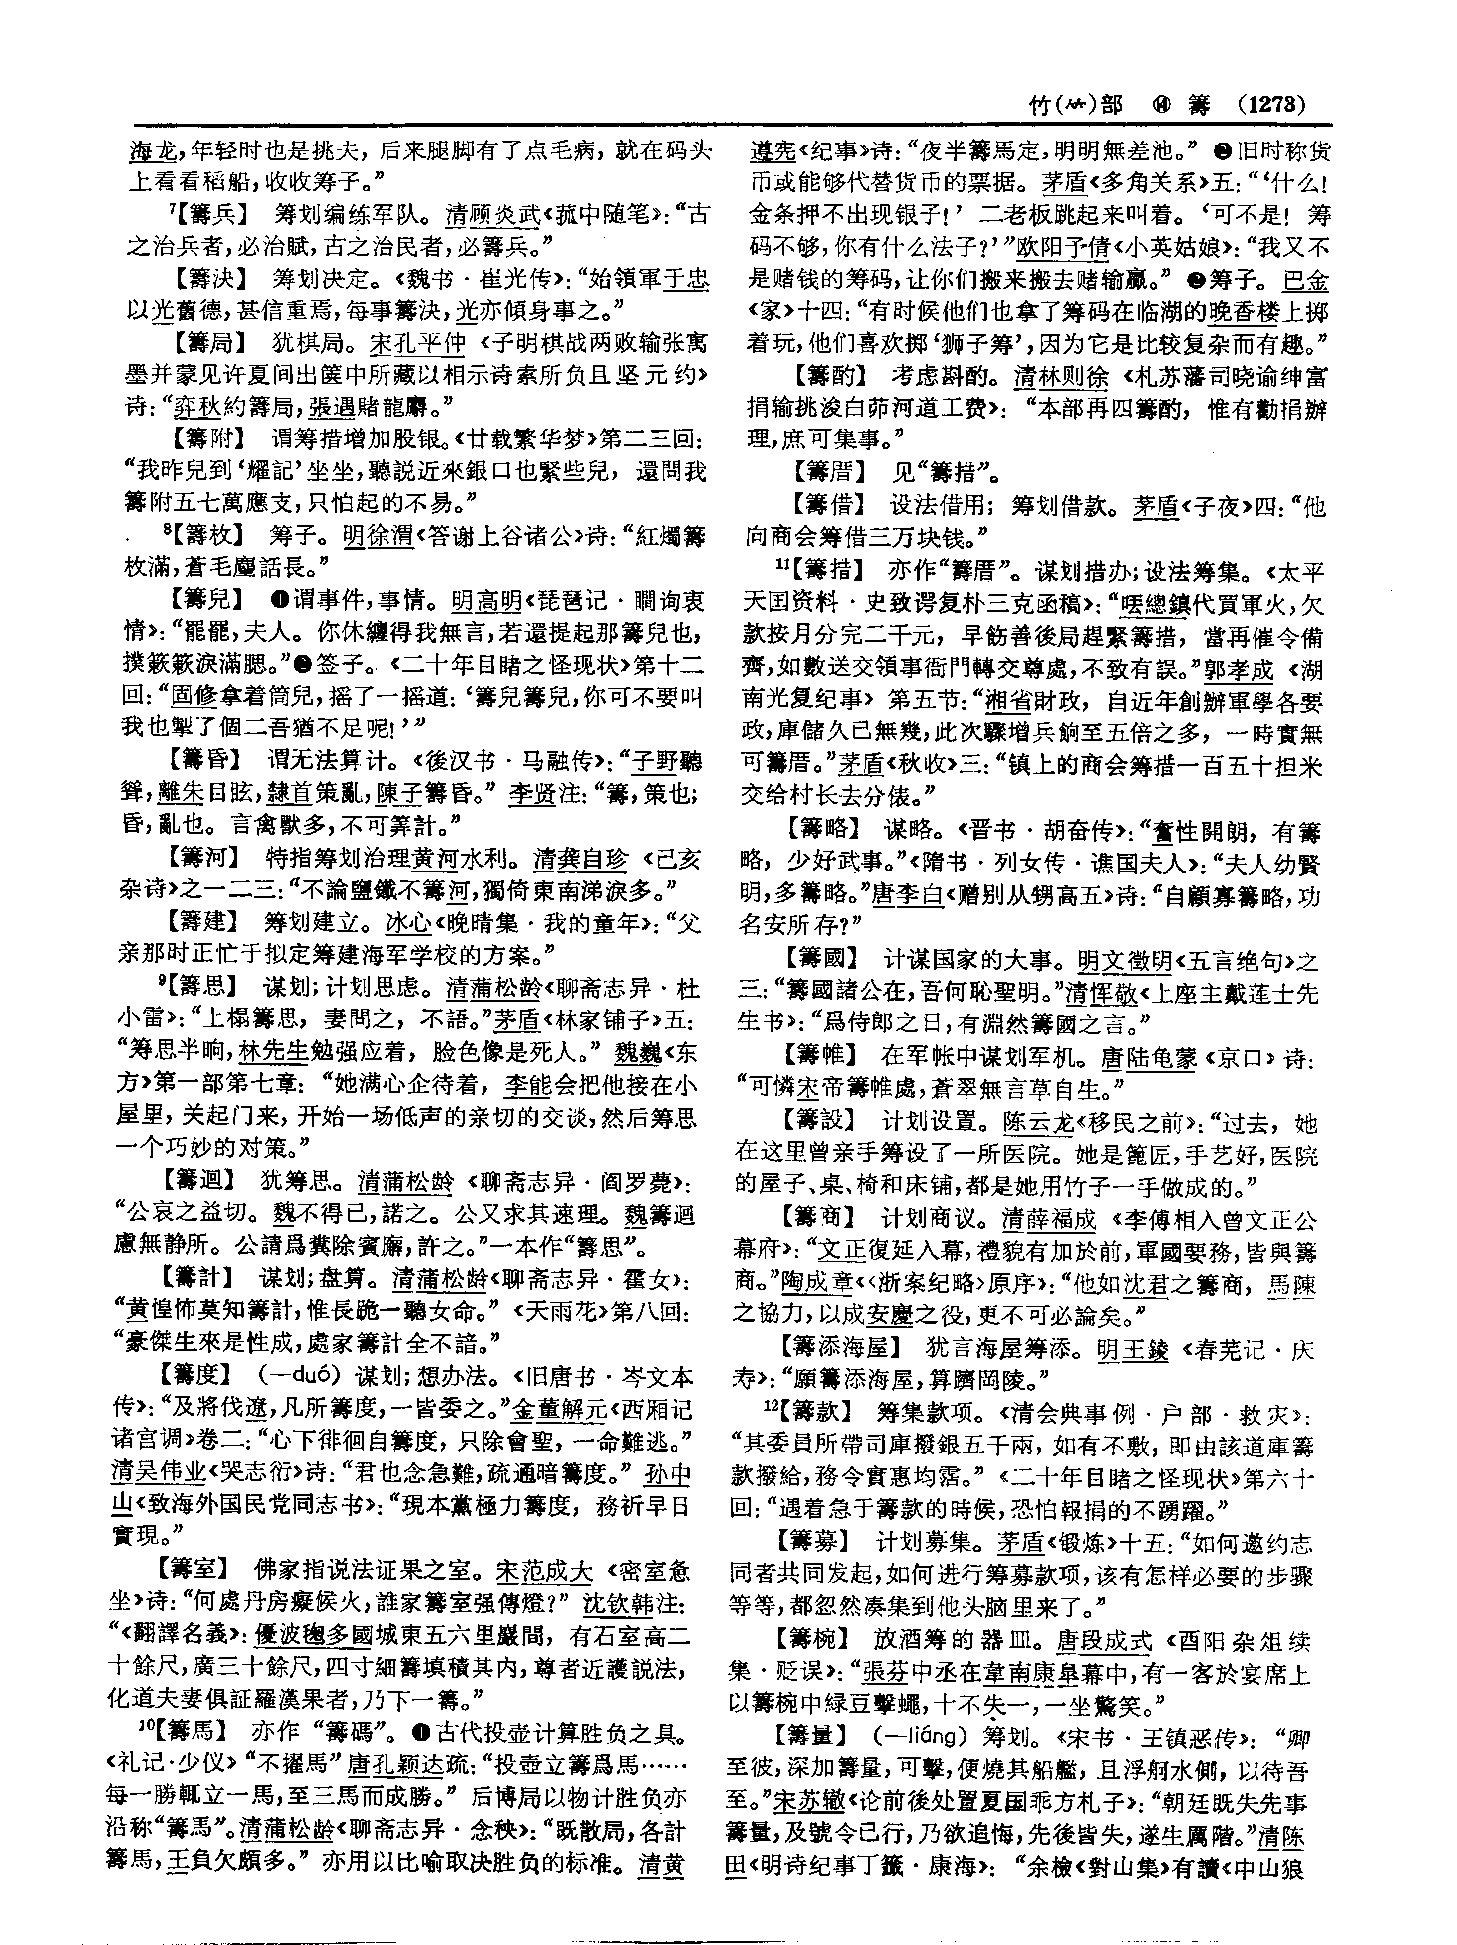 竹(⺮)部 ⑭ 籌 (1273)
海龙，年轻时也是挑夫，后来腿脚有了点毛病，就在码头
上看看稻船，收收筹子。”
7【籌兵】 筹划编练军队。清顾炎武《菰中随笔》：“古
之治兵者，必治賦，古之治民者，必籌兵。”
【籌決】 筹划决定。《魏书·崔光传》：“始領軍于忠
以光舊德，甚信重焉，每事籌決，光亦傾身事之。”
【籌局】 犹棋局。宋孔平仲《子明棋战两败输张寓
墨并蒙见许夏间出箧中所藏以相示诗索所负且坚元约》
诗：“弈秋約籌局，張遇賭龍麝。”
【籌附】 谓筹措增加股银。《廿载繁华梦》第二三回：
“我昨兒到‘耀記’坐坐，聽説近來銀口也緊些兒，還問我
籌附五七萬應支，只怕起的不易。”
8【籌枚】 筹子。明徐渭《答谢上谷诸公》诗：“紅燭籌
枚滿，蒼毛麈話長。”
【籌兒】 ❶谓事件，事情。明高明《琵琶记·瞷询衷
情》：“罷罷，夫人。你休纏得我無言，若還提起那籌兒也，
撲簌簌淚滿腮。”❷签子。《二十年目睹之怪现状》第十二
回：“固修拿着筒兒，摇了一摇道：‘籌兒籌兒，你可不要叫
我也掣了個二吾猶不足呢！’”
【籌昏】 谓无法算计。《後汉书·马融传》：“子野聽
聳，離朱目眩，隸首策亂，陳子籌昏。”李贤注：“籌，策也；
昏，亂也。言禽獸多，不可筭計。”
【籌河】 特指筹划治理黄河水利。清龚自珍《己亥
杂诗》之一二三：“不論鹽鐵不籌河，獨倚東南涕淚多。”
【籌建】 筹划建立。冰心《晚晴集·我的童年》：“父
亲那时正忙于拟定筹建海军学校的方案。”
9【籌思】 谋划；计划思虑。清蒲松龄《聊斋志异·杜
小雷》：“上榻籌思，妻問之，不語。”茅盾《林家铺子》五：
“筹思半晌，林先生勉强应着，脸色像是死人。”魏巍《东
方》第一部第七章：“她满心企待着，李能会把他接在小
屋里，关起门来，开始一场低声的亲切的交谈，然后筹思
一个巧妙的对策。”
【籌迴】 犹筹思。清蒲松龄《聊斋志异·阎罗薨》：
“公哀之益切。魏不得已，諾之。公又求其速理。魏籌迴
慮無静所。公請爲糞除賓廨，許之。”一本作“籌思”。
【籌計】 谋划；盘算。清蒲松龄《聊斋志异·霍女》：
“黄惶怖莫知籌計，惟長跪一聽女命。”《天雨花》第八回：
“豪傑生來是性成，處家籌計全不諳。”
【籌度】 （—duó）谋划；想办法。《旧唐书·岑文本
传》：“及將伐遼，凡所籌度，一皆委之。”金董解元《西厢记
诸宫调》卷二：“心下徘徊自籌度，只除會聖，一命難逃。”
清吴伟业《哭志衍》诗：“君也念急難，疏通暗籌度。”孙中
山《致海外国民党同志书》：“現本黨極力籌度，務祈早日
實現。”
【籌室】 佛家指说法证果之室。宋范成大《密室惫
坐》诗：“何處丹房癡候火，誰家籌室强傳燈？”沈钦韩注：
“《翻譯名義》：優波毱多國城東五六里巖間，有石室高二
十餘尺，廣三十餘尺，四寸細籌填積其内，尊者近護説法，
化道夫妻俱証羅漢果者，乃下一籌。”
10【籌馬】 亦作“籌碼”。❶古代投壶计算胜负之具。
《礼记·少仪》“不擢馬”唐孔颖达疏：“投壺立籌爲馬……
每一勝輒立一馬，至三馬而成勝。”后博局以物计胜负亦
沿称“籌馬”。清蒲松龄《聊斋志异·念秧》：“既散局，各計
籌馬，王負欠頗多。”亦用以比喻取决胜负的标准。清黄
遵宪《纪事》诗：“夜半籌馬定，明明無差池。”❷旧时称货
币或能够代替货币的票据。茅盾《多角关系》五：“‘什么！
金条押不出现银子！’二老板跳起来叫着。‘可不是！筹
码不够，你有什么法子？’”欧阳予倩《小英姑娘》：“我又不
是赌钱的筹码，让你们搬来搬去赌输赢。”❷筹子。巴金
《家》十四：“有时候他们也拿了筹码在临湖的晚香楼上掷
着玩，他们喜欢掷‘狮子筹’，因为它是比较复杂而有趣。”
【籌酌】 考虑斟酌。清林则徐《札苏藩司晓谕绅富
捐输挑浚白茆河道工费》：“本部再四籌酌，惟有勸捐辦
理，庶可集事。”
【籌厝】 见“籌措”。
【籌借】 设法借用；筹划借款。茅盾《子夜》四：“他
向商会筹借三万块钱。”
11【籌措】 亦作“籌厝”。谋划措办；设法筹集。《太平
天囯资料·史致谔复朴三克函稿》：“㕵總鎮代買軍火，欠
款按月分完二千元，早飭善後局趕緊籌措，當再催令備
齊，如數送交領事衙門轉交尊處，不致有誤。”郭孝成《湖
南光复纪事》第五节：“湘省財政，自近年創辦軍學各要
政，庫儲久已無幾，此次驟增兵餉至五倍之多，一時實無
可籌厝。”茅盾《秋收》三：“镇上的商会筹措一百五十担米
交给村长去分俵。”
【籌略】 谋略。《晋书·胡奋传》：“奮性開朗，有籌
略，少好武事。”《隋书·列女传·谯国夫人》：“夫人幼賢
明，多籌略。”唐李白《赠别从甥高五》诗：“自顧寡籌略，功
名安所存？”
【籌國】 计谋国家的大事。明文徵明《五言绝句》之
三：“籌國諸公在，吾何恥聖明。”清恽敬《上座主戴莲士先
生书》：“爲侍郎之日，有淵然籌國之言。”
【籌帷】 在军帐中谋划军机。唐陆龟蒙《京口》诗：
“可憐宋帝籌帷處，蒼翠無言草自生。”
【籌設】 计划设置。陈云龙《移民之前》：“过去，她
在这里曾亲手筹设了一所医院。她是篾匠，手艺好，医院
的屋子、桌、椅和床铺，都是她用竹子一手做成的。”
【籌商】 计划商议。清薛福成《李傅相入曾文正公
幕府》：“文正復延入幕，禮貌有加於前，軍國要務，皆與籌
商。”陶成章《〈浙案纪略〉原序》：“他如沈君之籌商，馬陳
之協力，以成安慶之役，更不可必論矣。”
【籌添海屋】 犹言海屋筹添。明王錂《春芜记·庆
寿》：“願籌添海屋，算躋岡陵。”
12【籌款】 筹集款项。《清会典事例·户部·救灾》：
“其委員所帶司庫撥銀五千兩，如有不敷，即由該道庫籌
款撥給，務令實惠均霑。”《二十年目睹之怪现状》第六十
回：“遇着急于籌款的時候，恐怕報捐的不踴躍。”
【籌募】 计划募集。茅盾《锻炼》十五：“如何邀约志
同者共同发起，如何进行筹募款项，该有怎样必要的步骤
等等，都忽然凑集到他头脑里来了。”
【籌椀】 放酒筹的器皿。唐段成式《酉阳杂俎续
集·贬误》：“張芬中丞在韋南康皋幕中，有一客於宴席上
以籌椀中緑豆擊蠅，十不失一，一坐驚笑。”
【籌量】 （—liáng）筹划。《宋书·王镇恶传》：“卿
至彼，深加籌量，可擊，便燒其船艦，且浮舸水側，以待吾
至。”宋苏辙《论前後处置夏国乖方札子》：“朝廷既失先事
籌量，及號令已行，乃欲追悔，先後皆失，遂生厲階。”清陈
田《明诗纪事丁籤·康海》：“余檢《對山集》有讀《中山狼